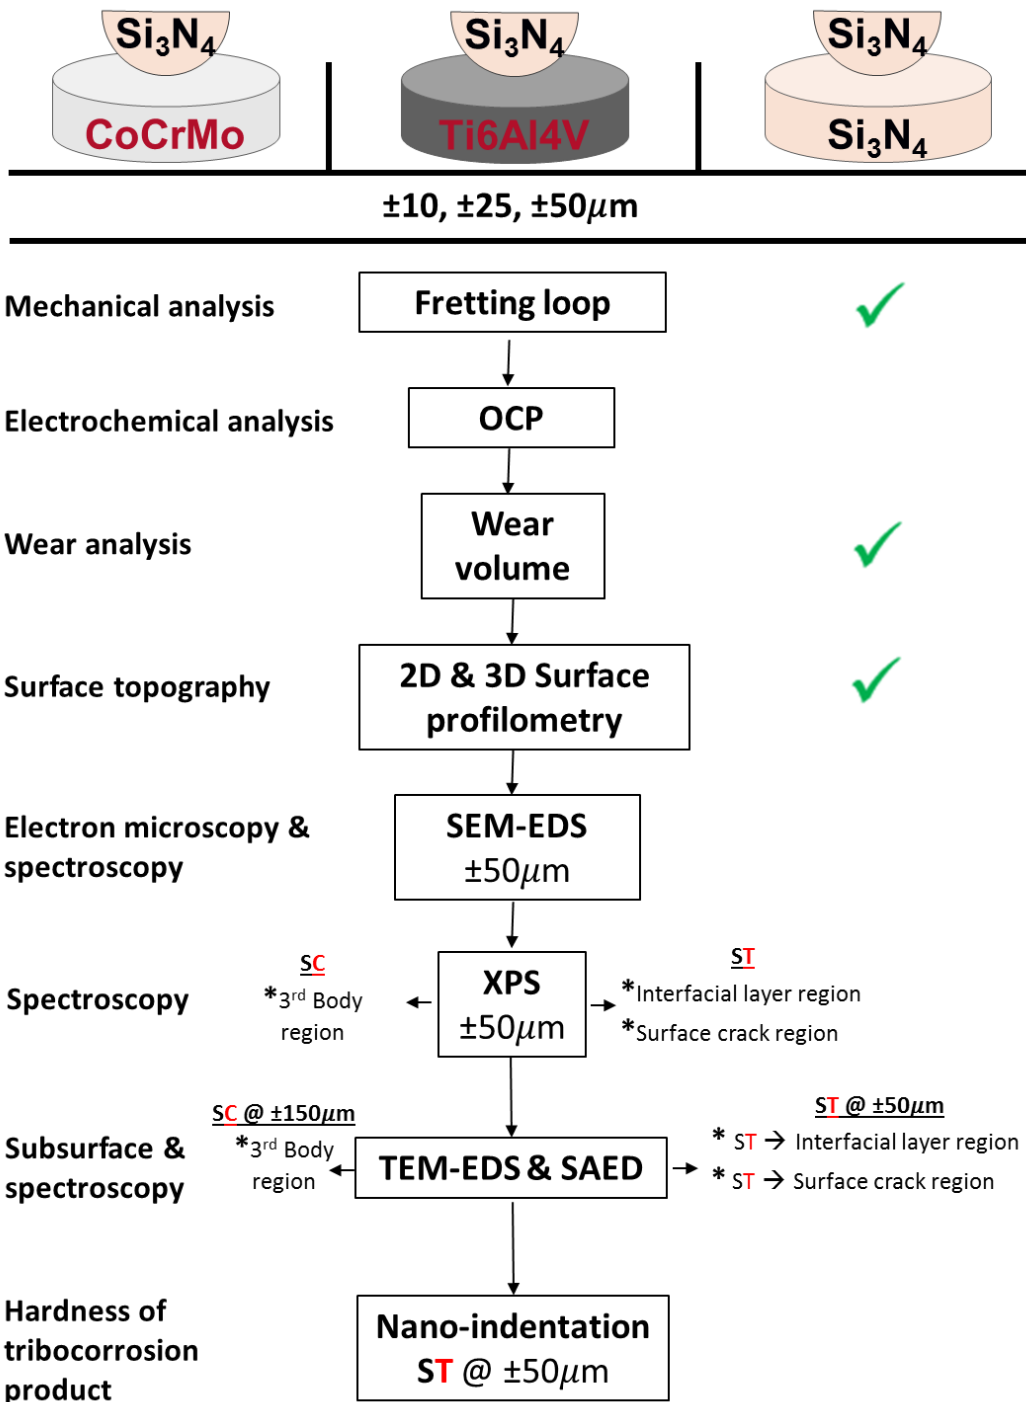 Si₃N₄
Si₃N₄
Si₃N₄
CoCrMo
Ti6Al4V
Si₃N₄
±10, ±25, ±50µm
Mechanical analysis
Fretting loop
Electrochemical analysis
OCP
Wear analysis
Wear
volume
Surface topography
2D & 3D Surface
profilometry
Electron microscopy &
spectroscopy
SEM-EDS
±50µm
Spectroscopy
SC
*3rd Body
region
XPS
±50µm
ST
*Interfacial layer region
*Surface crack region
Subsurface &
spectroscopy
SC @ ±150µm
*3rd Body
region
TEM-EDS & SAED
ST @ ±50µm
* ST → Interfacial layer region
* ST → Surface crack region
Hardness of
tribocorrosion
product
Nano-indentation
ST @ ±50µm